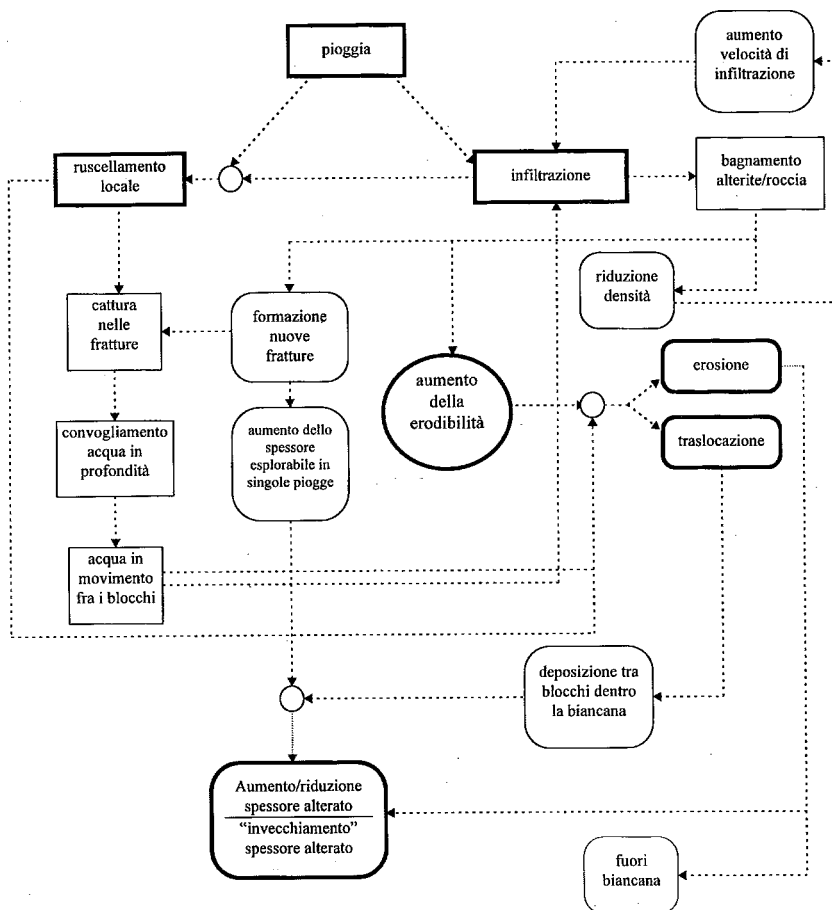 pioggia
aumento
velocità di
infiltrazione
ruscellamento
locale
infiltrazione
bagnamento
alterite/roccia
riduzione
densità
cattura
nelle
fratture
formazione
nuove
fratture
aumento
della
erodibilità
erosione
traslocazione
convogliamento
acqua in
profondità
aumento dello
spessore
esplorabile in
singole piogge
acqua in
movimento
fra i blocchi
deposizione tra
blocchi dentro
la biancana
Aumento/riduzione
spessore alterato
“invecchiamento”
spessore alterato
fuori
biancana